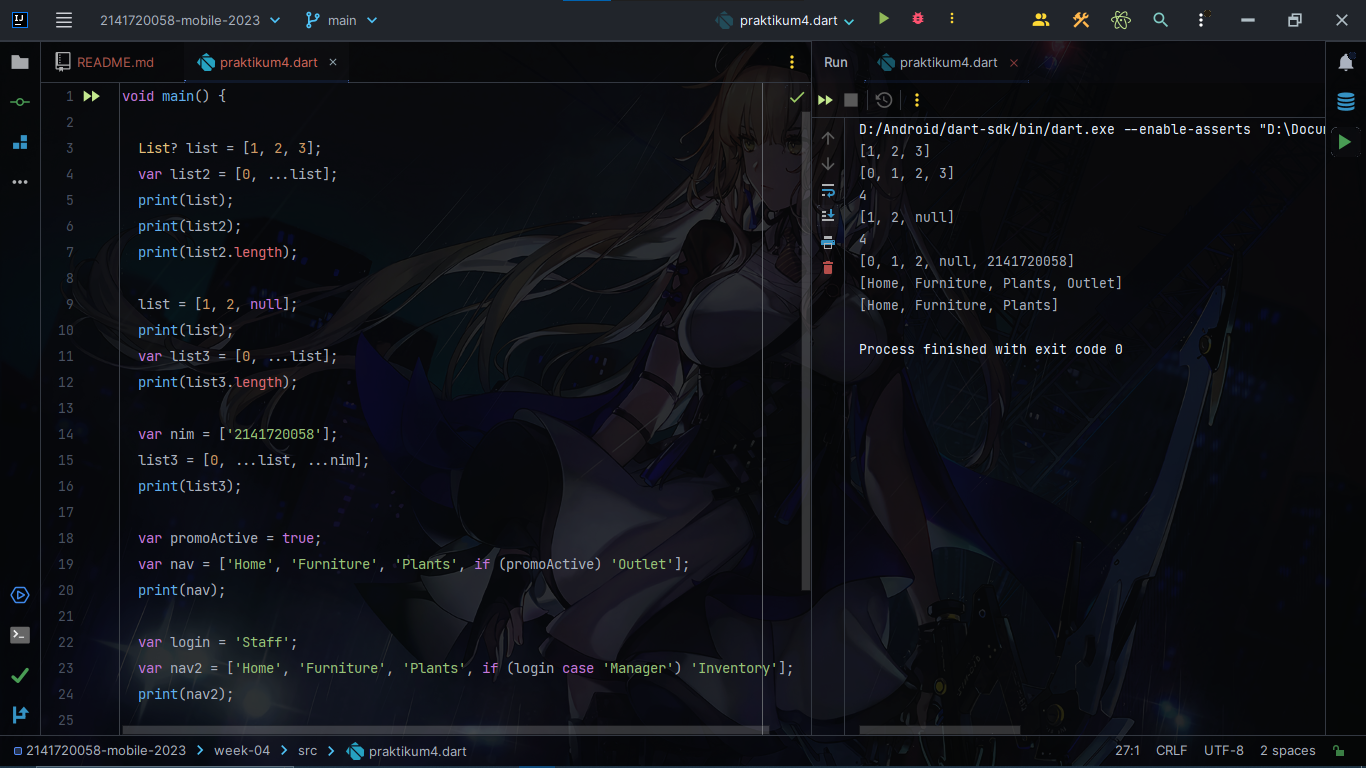 2141720058-mobile-2023
main
praktikum4.dart
README.md
praktikum4.dart
Run
praktikum4.dart
1 void main() {
2
3 List? list = [1, 2, 3];
4 var list2 = [0, ...list];
5 print(list);
6 print(list2);
7 print(list2.length);
8
9 list = [1, 2, null];
10 print(list);
11 var list3 = [0, ...list];
12 print(list3.length);
13
14 var nim = ['2141720058'];
15 list3 = [0, ...list, ...nim];
16 print(list3);
17
18 var promoActive = true;
19 var nav = ['Home', 'Furniture', 'Plants', if (promoActive) 'Outlet'];
20 print(nav);
21
22 var login = 'Staff';
23 var nav2 = ['Home', 'Furniture', 'Plants', if (login case 'Manager') 'Inventory'];
24 print(nav2);
25
D:/Android/dart-sdk/bin/dart.exe --enable-asserts "D:\Docu
[1, 2, 3]
[0, 1, 2, 3]
4
[1, 2, null]
4
[0, 1, 2, null, 2141720058]
[Home, Furniture, Plants, Outlet]
[Home, Furniture, Plants]
Process finished with exit code 0
2141720058-mobile-2023 > week-04 > src > praktikum4.dart
27:1 CRLF UTF-8 2 spaces